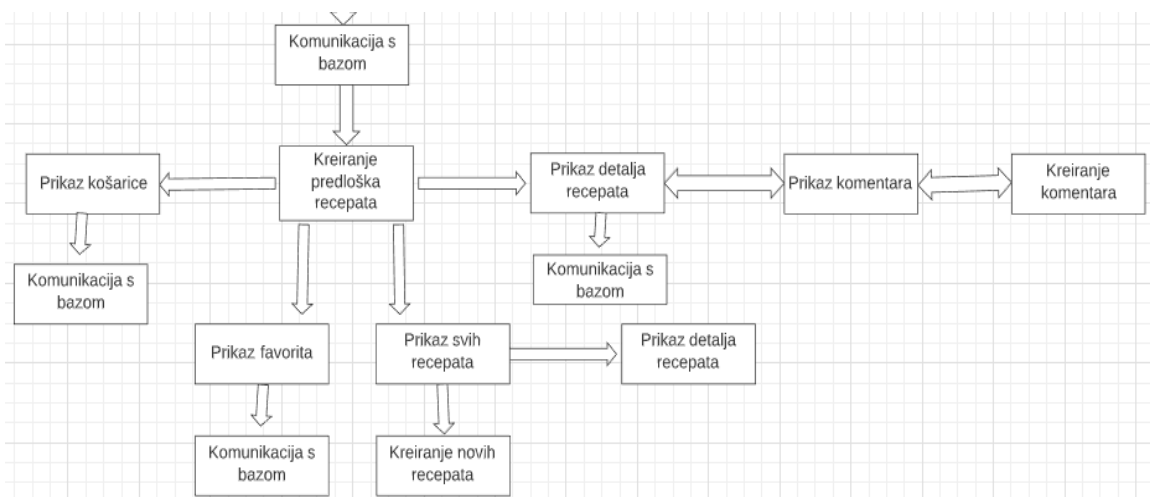 Komunikacija s
bazom
Prikaz košarice
Kreiranje
predloška
recepata
Prikaz detalja
recepata
Prikaz komentara
Kreiranje
komentara
Komunikacija s
bazom
Komunikacija s
bazom
Prikaz favorita
Prikaz svih
recepata
Prikaz detalja
recepata
Komunikacija s
bazom
Kreiranje novih
recepata